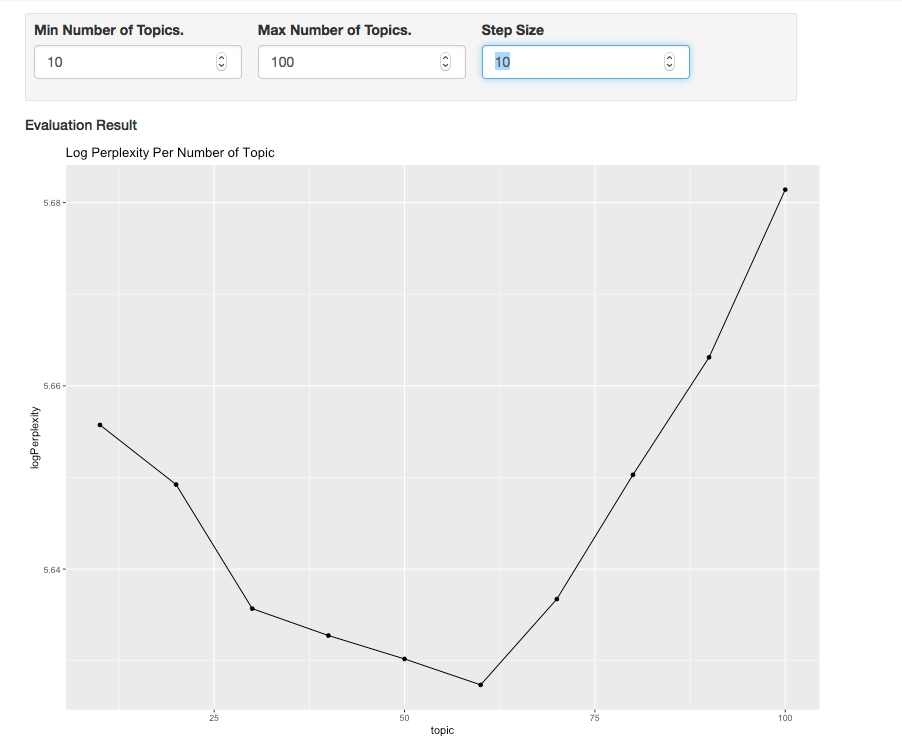 Min Number of Topics. Max Number of Topics. Step Size
10 100 10
Evaluation Result
Log Perplexity Per Number of Topic
5.68
5.66
logPerplexity
5.64
25 50 75 100
topic